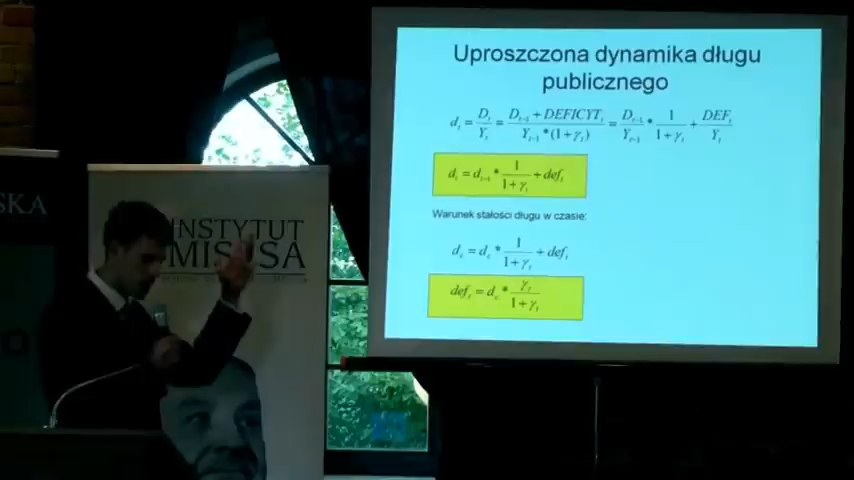 Uproszczona dynamika długu
publicznego
d_t = D_t / Y_t = (D_{t-1} + DEFICYT_t) / (Y_{t-1} * (1 + γ_t)) = D_{t-1} / Y_{t-1} * 1 / (1 + γ_t) + DEF_t / Y_t
d_t = d_{t-1} * 1 / (1 + γ_t) + def_t
Warunek stałości długu w czasie:
d_c = d_c * 1 / (1 + γ_t) + def_t
def_t = d_c * γ_t / (1 + γ_t)
SKA
INSTYTUT
MISESA